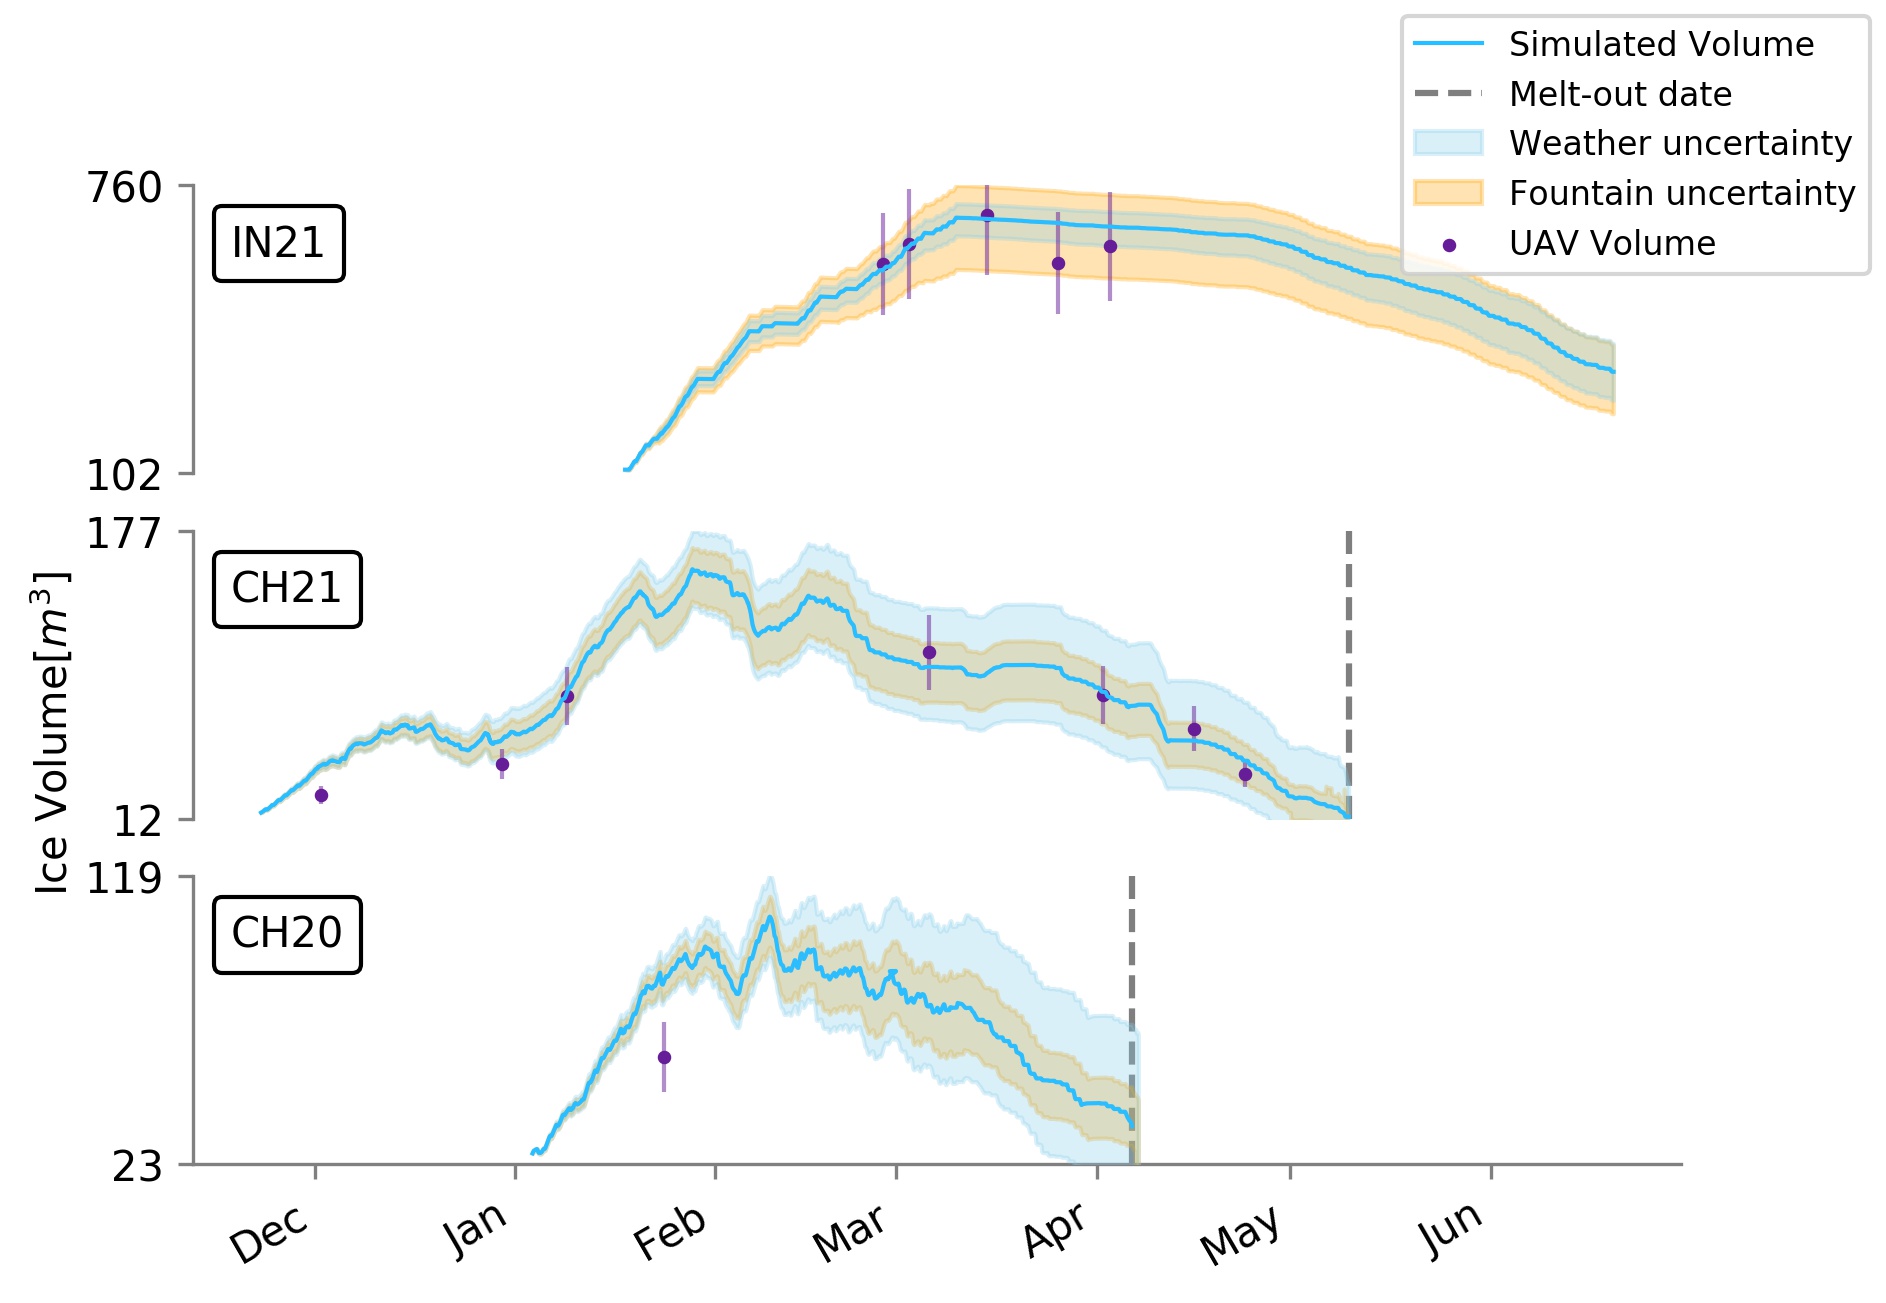 Simulated Volume
Melt-out date
Weather uncertainty
Fountain uncertainty
UAV Volume
760
IN21
102
177
CH21
12
Ice Volume[m³]
119
CH20
23
Dec Jan Feb Mar Apr May Jun